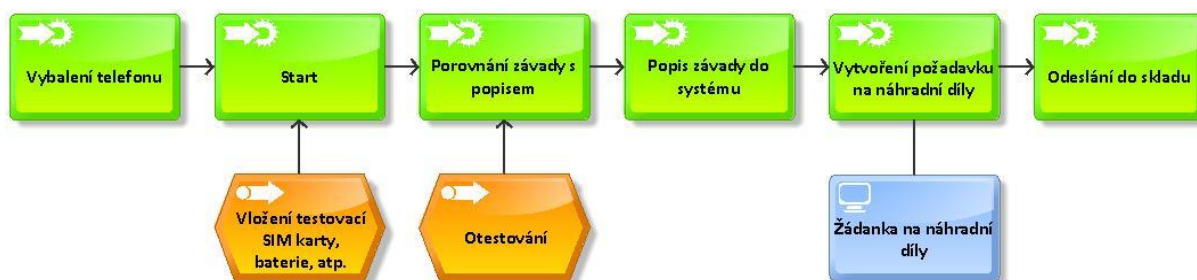 Vybalení telefonu
Start
Porovnání závady s
popisem
Popis závady do
systému
Vytvoření požadavku
na náhradní díly
Odeslání do skladu
Vložení testovací
SIM karty,
baterie, atp.
Otestování
Žádanka na náhradní
díly